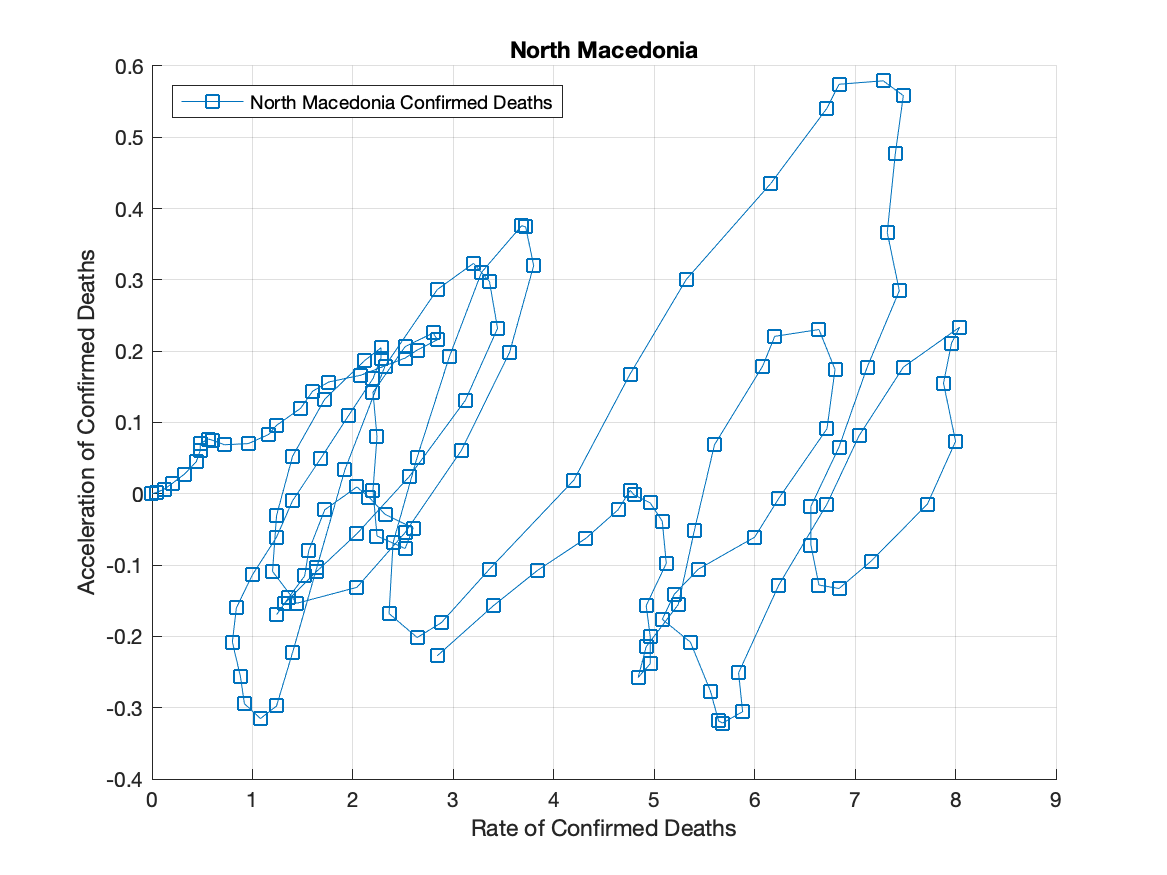 North Macedonia
North Macedonia Confirmed Deaths
Acceleration of Confirmed Deaths
0.6
0.5
0.4
0.3
0.2
0.1
0
-0.1
-0.2
-0.3
-0.4
0 1 2 3 4 5 6 7 8 9
Rate of Confirmed Deaths